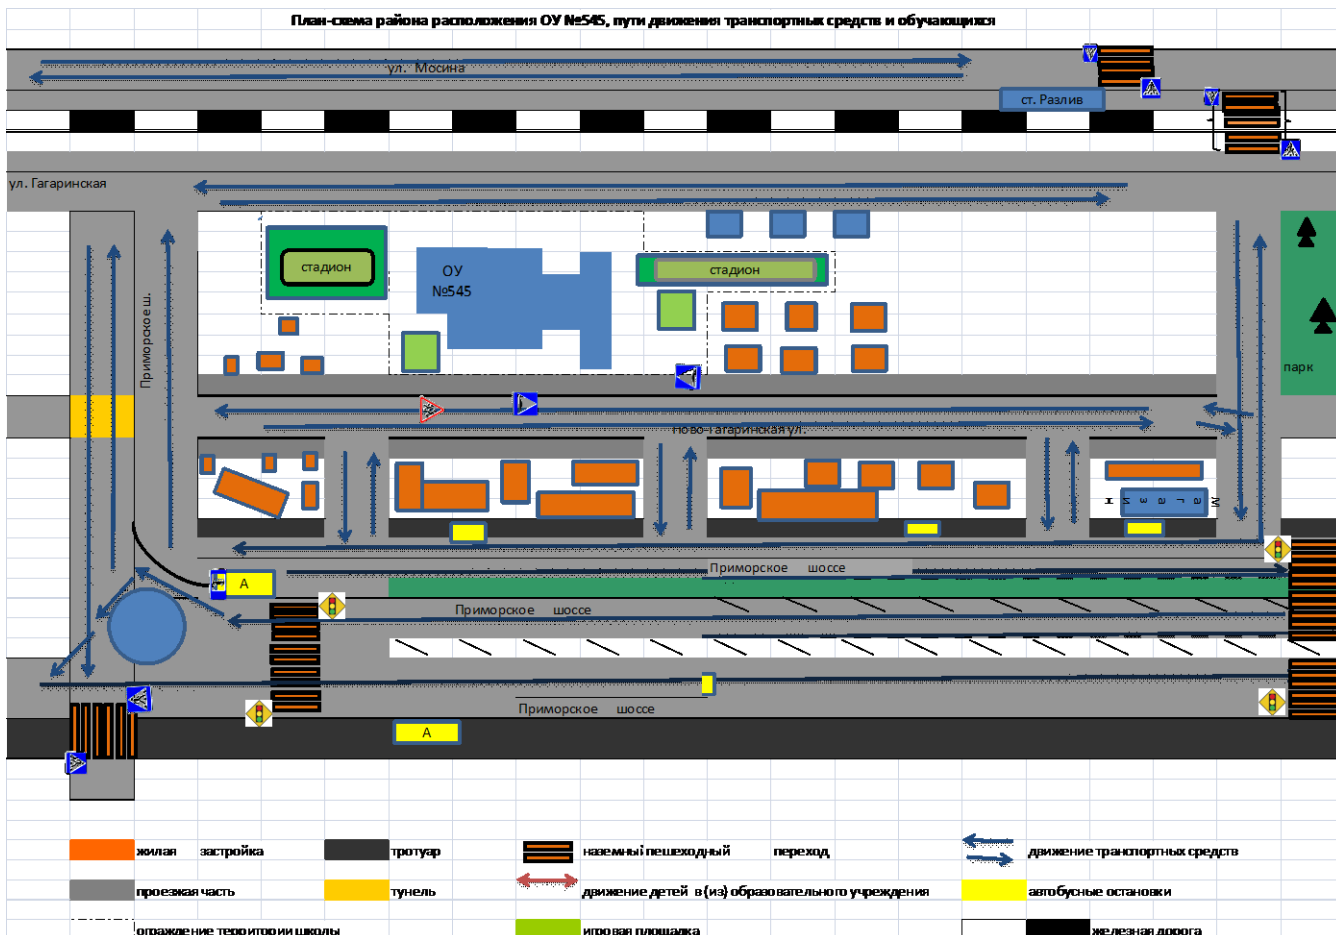 План-схема района расположения ОУ №545, пути движения транспортных средств и обучающихся
ул. Мосина
ст. Разлив
ул. Гагаринская
стадион
ОУ
№545
стадион
Приморское ш.
парк
Ново-Гагаринская ул.
Магазин
Приморское шоссе
А
Приморское шоссе
Приморское шоссе
А
жилая застройка
тротуар
наземный пешеходный переход
движение транспортных средств
проезжая часть
тунель
движение детей в (из) образовательного учреждения
автобусные остановки
ограждение территории школы
игровая площадка
железная дорога